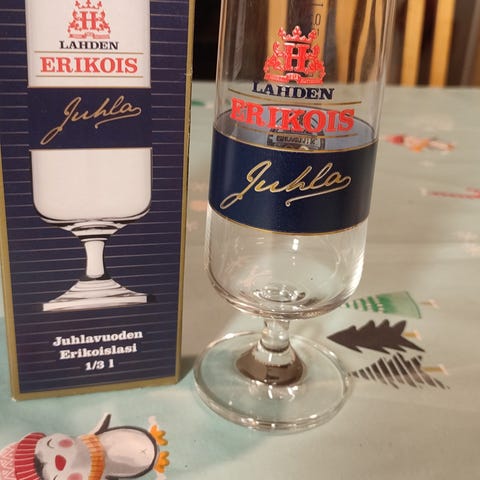 H
LAHDEN
ERIKOIS
Juhla
Juhlavuoden
Erikoislasi
1/3 l
H
LAHDEN
ERIKOIS
Juhla